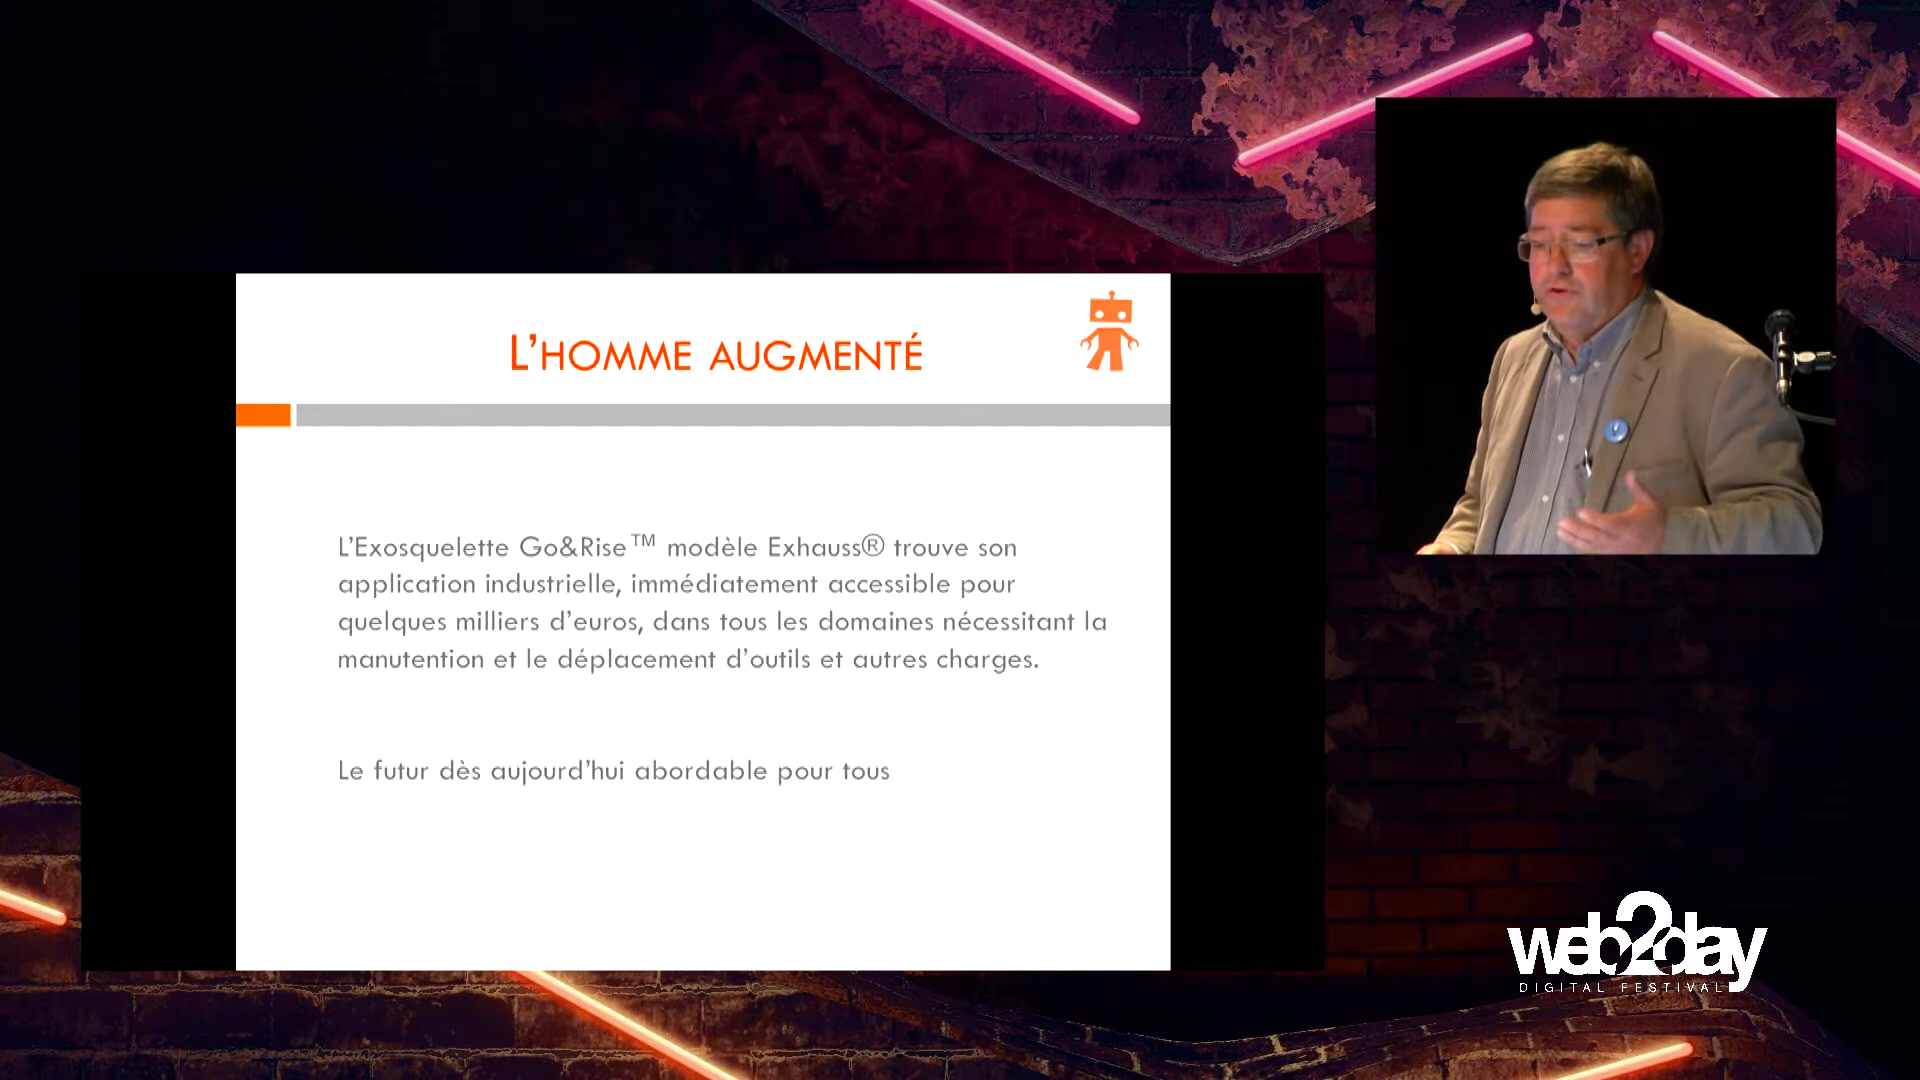 L'HOMME AUGMENTÉ
L'Exosquelette Go&Rise™ modèle Exhauss® trouve son
application industrielle, immédiatement accessible pour
quelques milliers d'euros, dans tous les domaines nécessitant la
manutention et le déplacement d'outils et autres charges.
Le futur dès aujourd'hui abordable pour tous
web2day
DIGITAL FESTIVAL